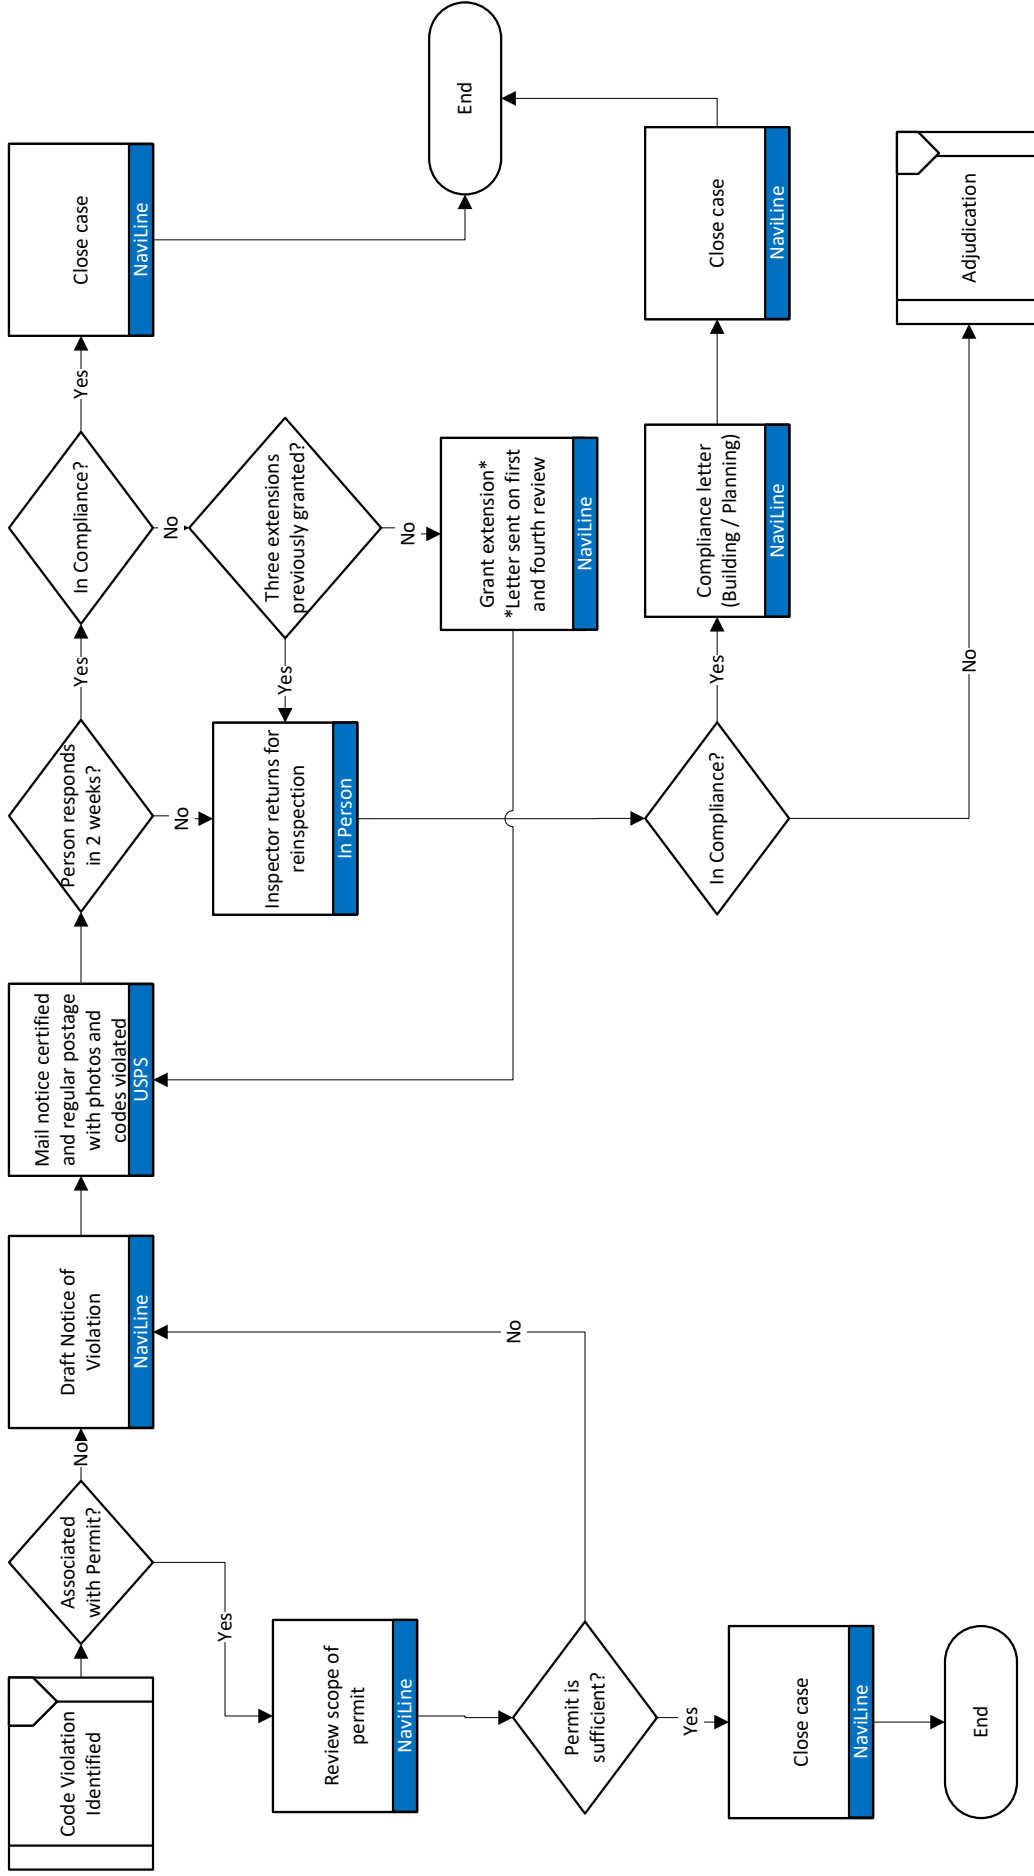 Code Violation
Identified
Associated
with Permit?
No
Draft Notice of
Violation
NaviLine
Mail notice certified
and regular postage
with photos and
codes violated
USPS
Person responds
in 2 weeks?
Yes
In Compliance?
Yes
Close case
NaviLine
Yes
No
No
Review scope of
permit
NaviLine
Inspector returns for
reinspection
In Person
Yes
Three extensions
previously granted?
No
Grant extension*
*Letter sent on first
and fourth review
NaviLine
End
Permit is
sufficient?
No
Yes
Close case
NaviLine
End
In Compliance?
Yes
Compliance letter
(Building / Planning)
NaviLine
Close case
NaviLine
No
Adjudication